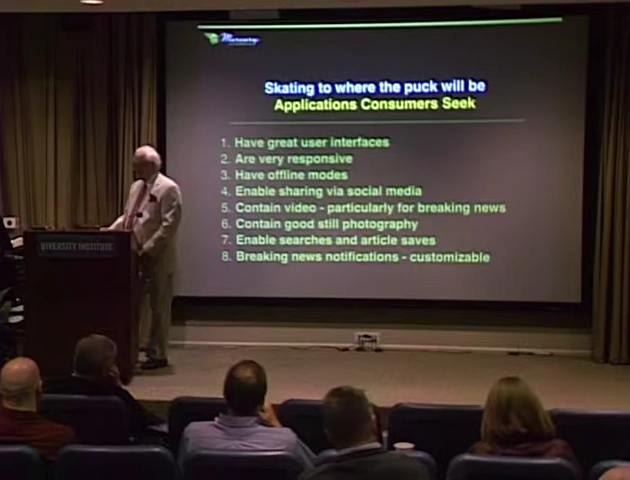 Mercury
Skating to where the puck will be
Applications Consumers Seek
1. Have great user interfaces
2. Are very responsive
3. Have offline modes
4. Enable sharing via social media
5. Contain video - particularly for breaking news
6. Contain good still photography
7. Enable searches and article saves
8. Breaking news notifications - customizable
DIVERSITY INSTITUTE